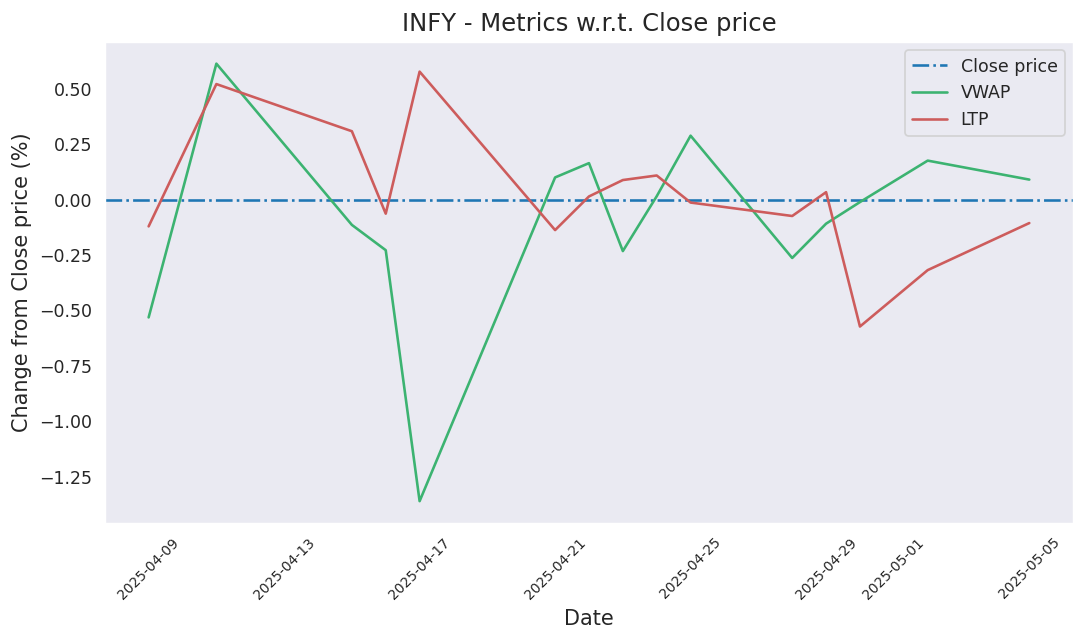 INFY - Metrics w.r.t. Close price
Close price
VWAP
LTP
Change from Close price (%)
0.50
0.25
0.00
−0.25
−0.50
−0.75
−1.00
−1.25
2025-04-09
2025-04-13
2025-04-17
2025-04-21
2025-04-25
2025-04-29
2025-05-01
2025-05-05
Date